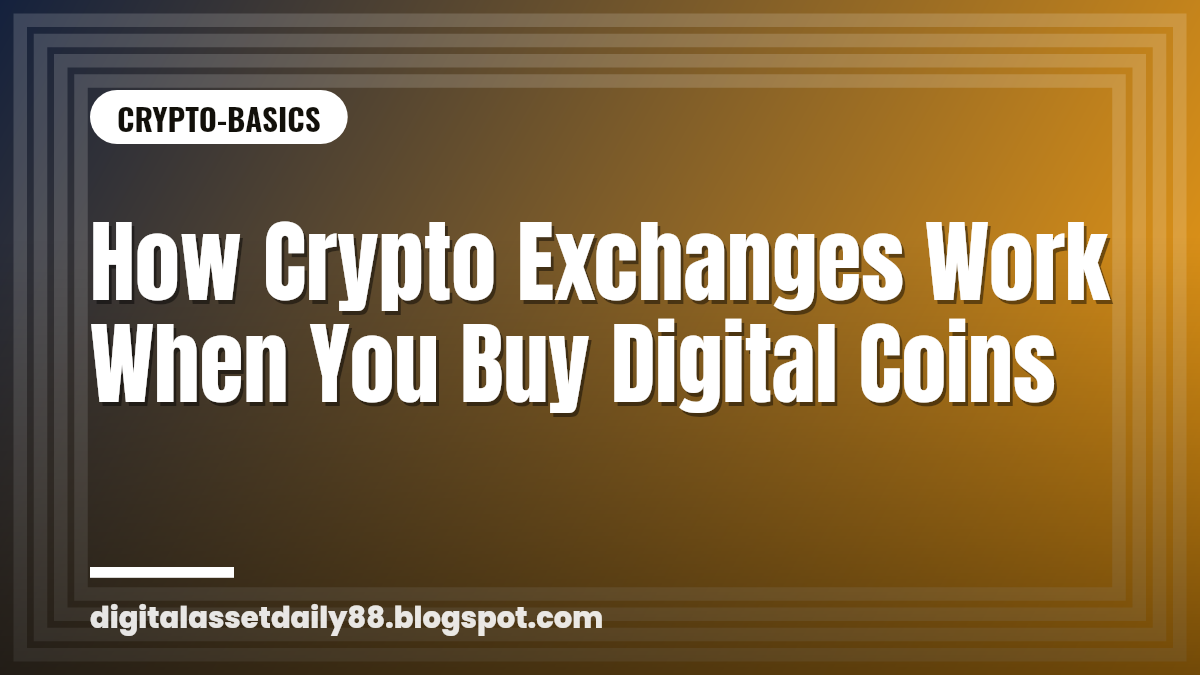 CRYPTO-BASICS
How Crypto Exchanges Work
When You Buy Digital Coins
digitalassetdaily88.blogspot.com